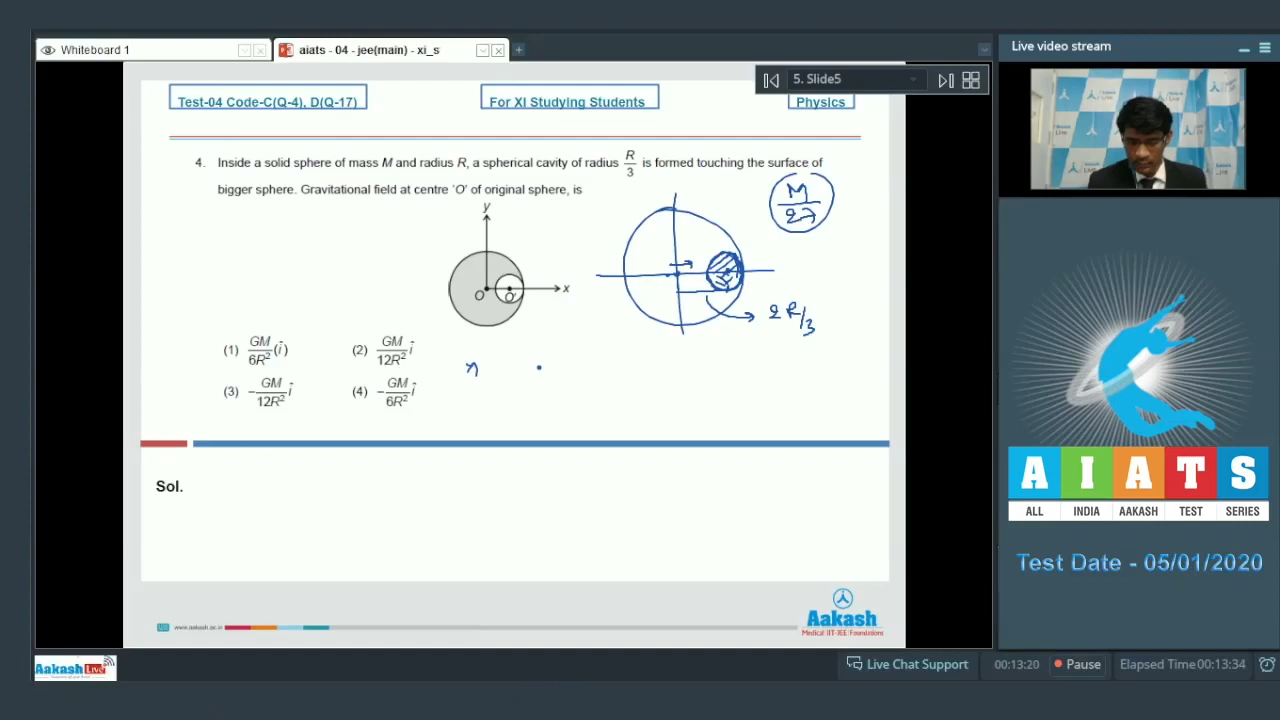 Whiteboard 1
aiats - 04 - jee(main) - xi_s
Live video stream
5. Slide5
Test-04 Code-C(Q-4), D(Q-17)
For XI Studying Students
Physics
4. Inside a solid sphere of mass M and radius R, a spherical cavity of radius R/3 is formed touching the surface of
bigger sphere. Gravitational field at centre 'O' of original sphere, is
M/27
y
O
O'
x
2R/3
(1) GM/6R² (î)
(2) GM/12R² î
(3) -GM/12R² î
(4) -GM/6R² î
Sol.
www.aakash.ac.in
Aakash
Medical | IIT-JEE | Foundations
A I A T S
ALL INDIA AAKASH TEST SERIES
Test Date - 05/01/2020
Aakash Live
Live Chat Support
00:13:20
Pause
Elapsed Time 00:13:34